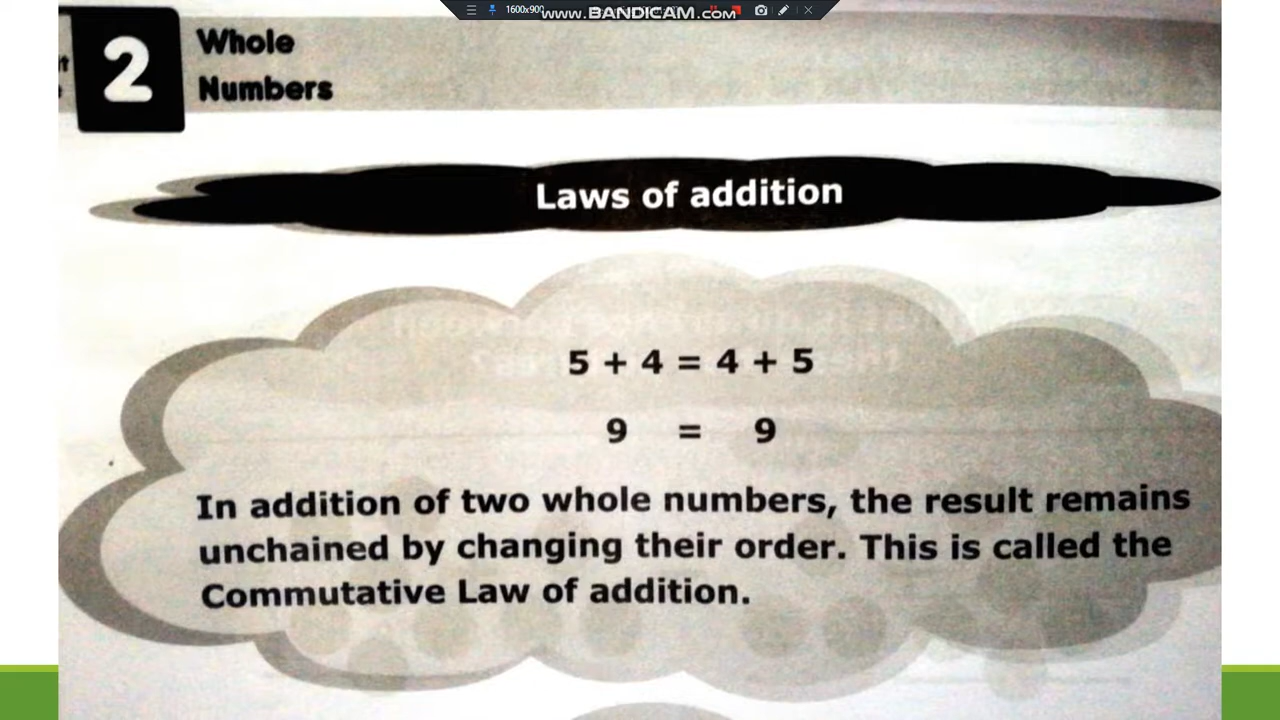 1600x900
www.BANDICAM.com
2
Whole
Numbers
Laws of addition
5 + 4 = 4 + 5
9 = 9
In addition of two whole numbers, the result remains
unchained by changing their order. This is called the
Commutative Law of addition.